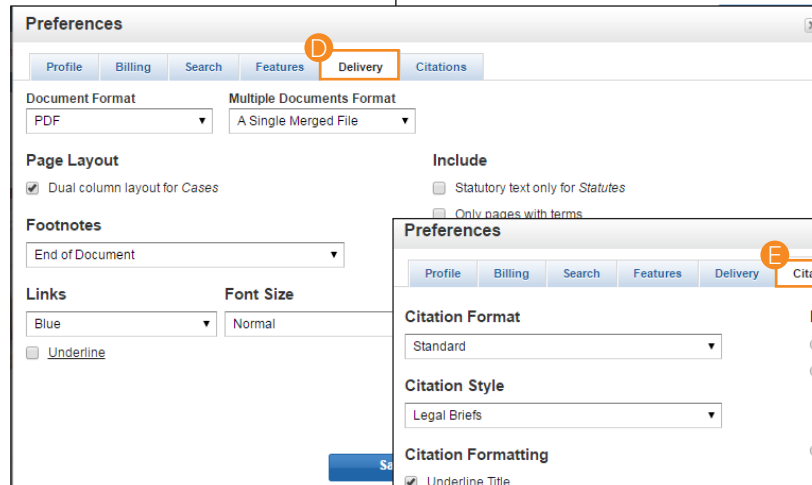 Preferences
D
Profile Billing Search Features Delivery Citations
Document Format Multiple Documents Format
PDF A Single Merged File
Page Layout
Dual column layout for Cases
Include
Statutory text only for Statutes
Only pages with terms
Footnotes
End of Document
Links Font Size
Blue Normal
Underline
Preferences
E
Profile Billing Search Features Delivery
Citation Format
Standard
Citation Style
Legal Briefs
Citation Formatting
Underline Title